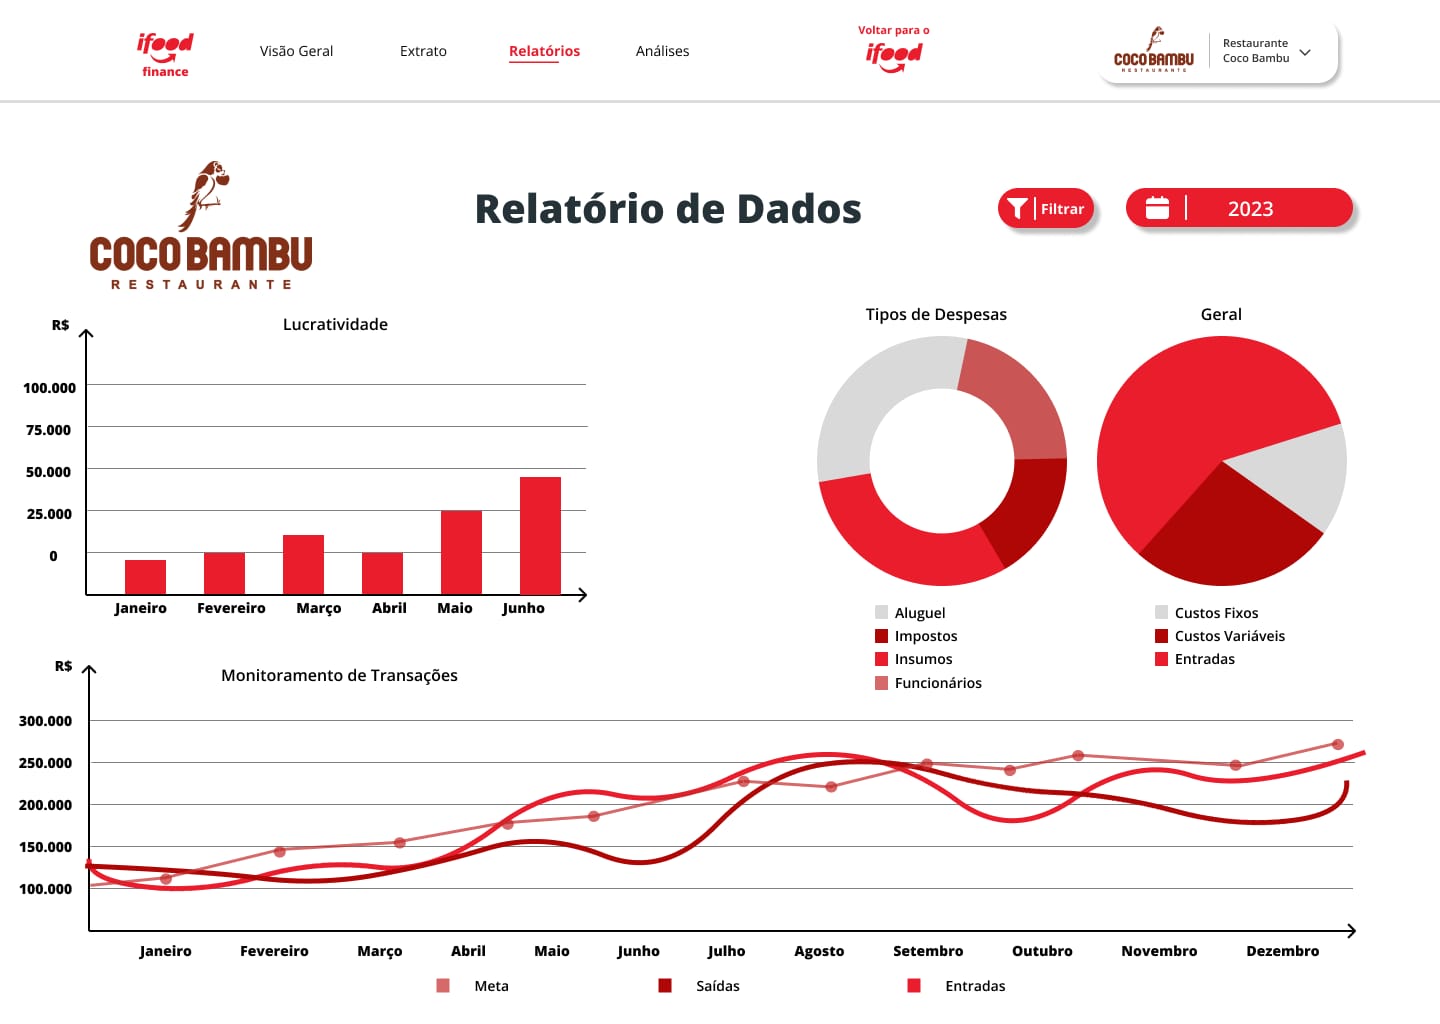 ifood
finance
Visão Geral
Extrato
Relatórios
Análises
Voltar para o
ifood
COCO BAMBU
RESTAURANTE
Restaurante
Coco Bambu
COCO BAMBU
RESTAURANTE
Relatório de Dados
Filtrar
2023
R$
Lucratividade
100.000
75.000
50.000
25.000
0
Janeiro
Fevereiro
Março
Abril
Maio
Junho
Tipos de Despesas
Aluguel
Impostos
Insumos
Funcionários
Geral
Custos Fixos
Custos Variáveis
Entradas
R$
Monitoramento de Transações
300.000
250.000
200.000
150.000
100.000
Janeiro
Fevereiro
Março
Abril
Maio
Junho
Julho
Agosto
Setembro
Outubro
Novembro
Dezembro
Meta
Saídas
Entradas